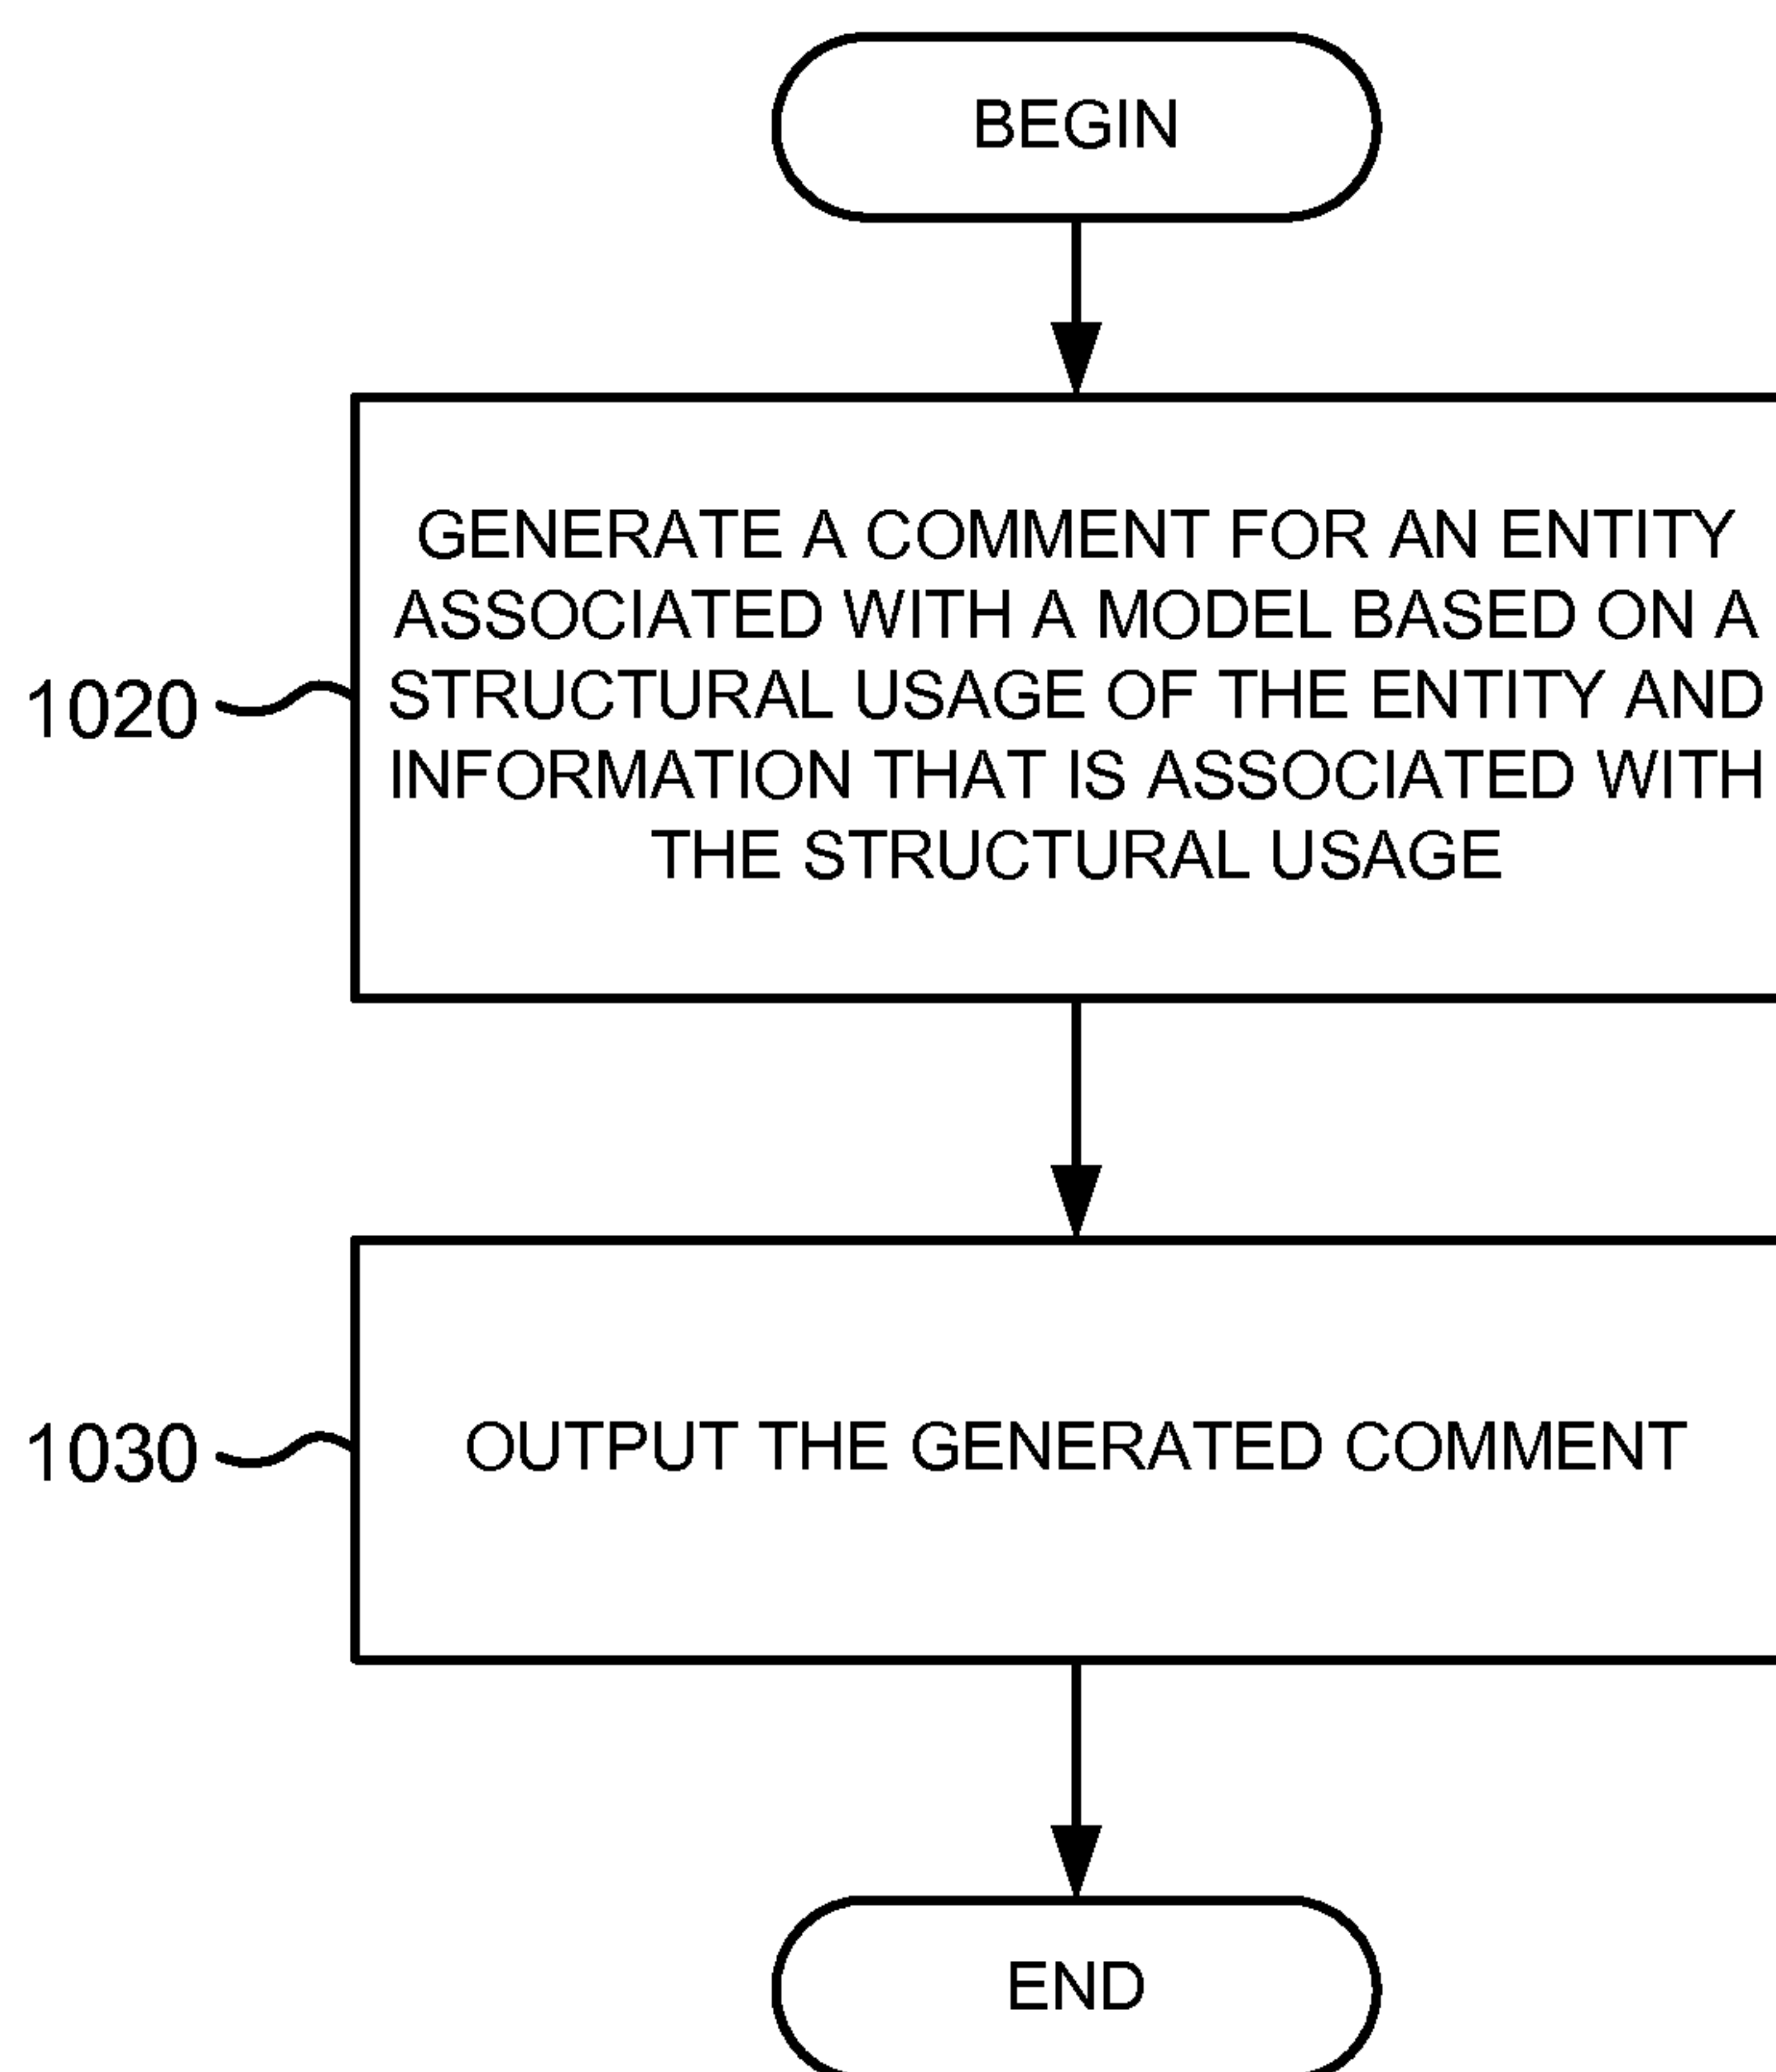 BEGIN
GENERATE A COMMENT FOR AN ENTITY
ASSOCIATED WITH A MODEL BASED ON A
STRUCTURAL USAGE OF THE ENTITY AND
INFORMATION THAT IS ASSOCIATED WITH
THE STRUCTURAL USAGE
1020
OUTPUT THE GENERATED COMMENT
1030
END